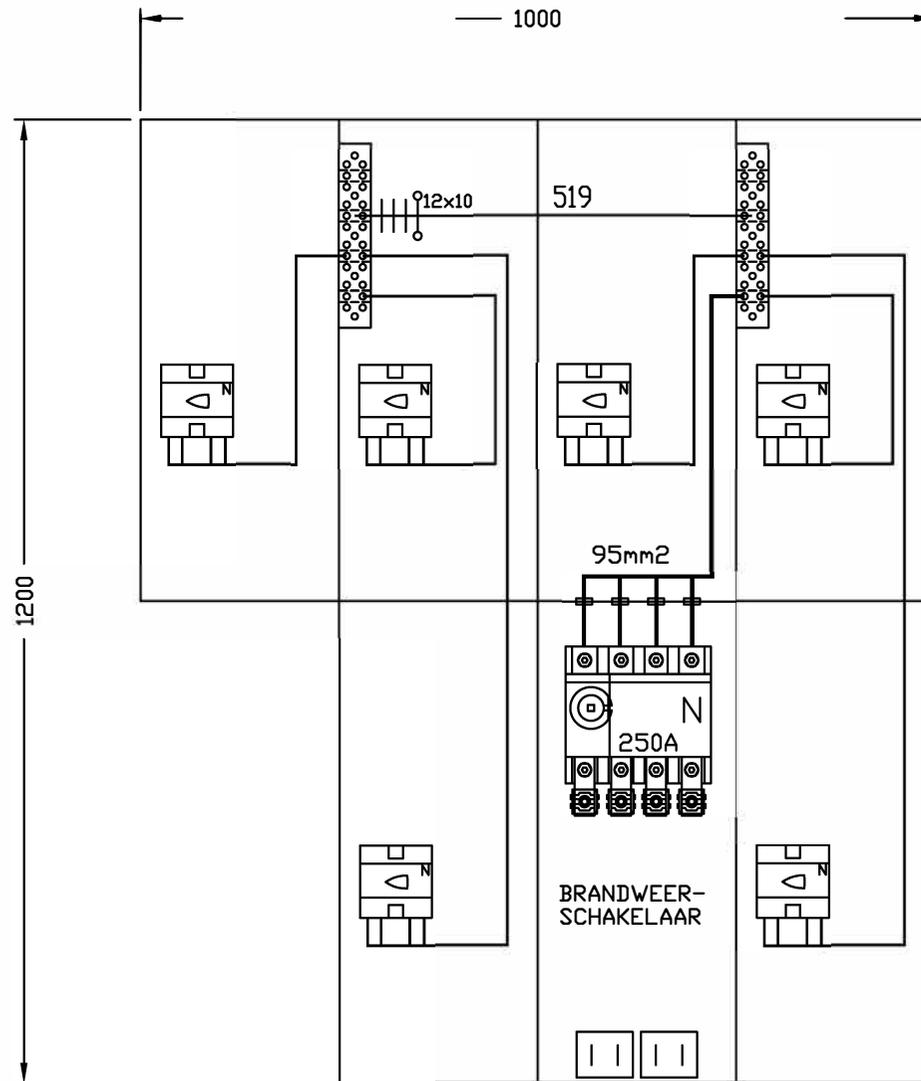 1000
12x10
519
N
N
N
N
1200
95mm2
N
250A
N
N
BRANDWEER-
SCHAKELAAR